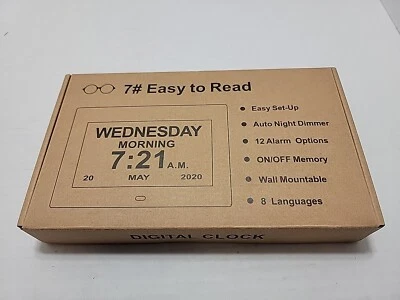 7# Easy to Read
WEDNESDAY
MORNING
7:21 A.M.
20 MAY 2020
Easy Set-Up
Auto Night Dimmer
12 Alarm Options
ON/OFF Memory
Wall Mountable
8 Languages
DIGITAL CLOCK